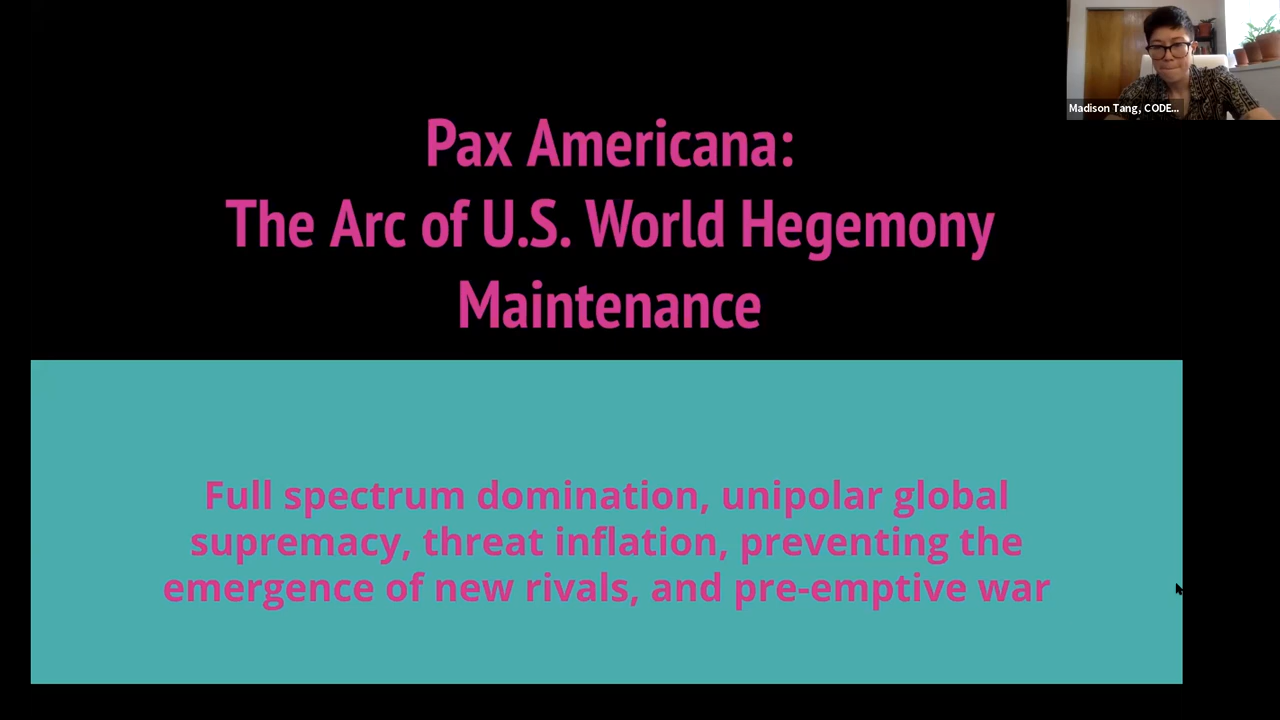 Pax Americana:
The Arc of U.S. World Hegemony
Maintenance
Full spectrum domination, unipolar global
supremacy, threat inflation, preventing the
emergence of new rivals, and pre-emptive war
Madison Tang, CODE...